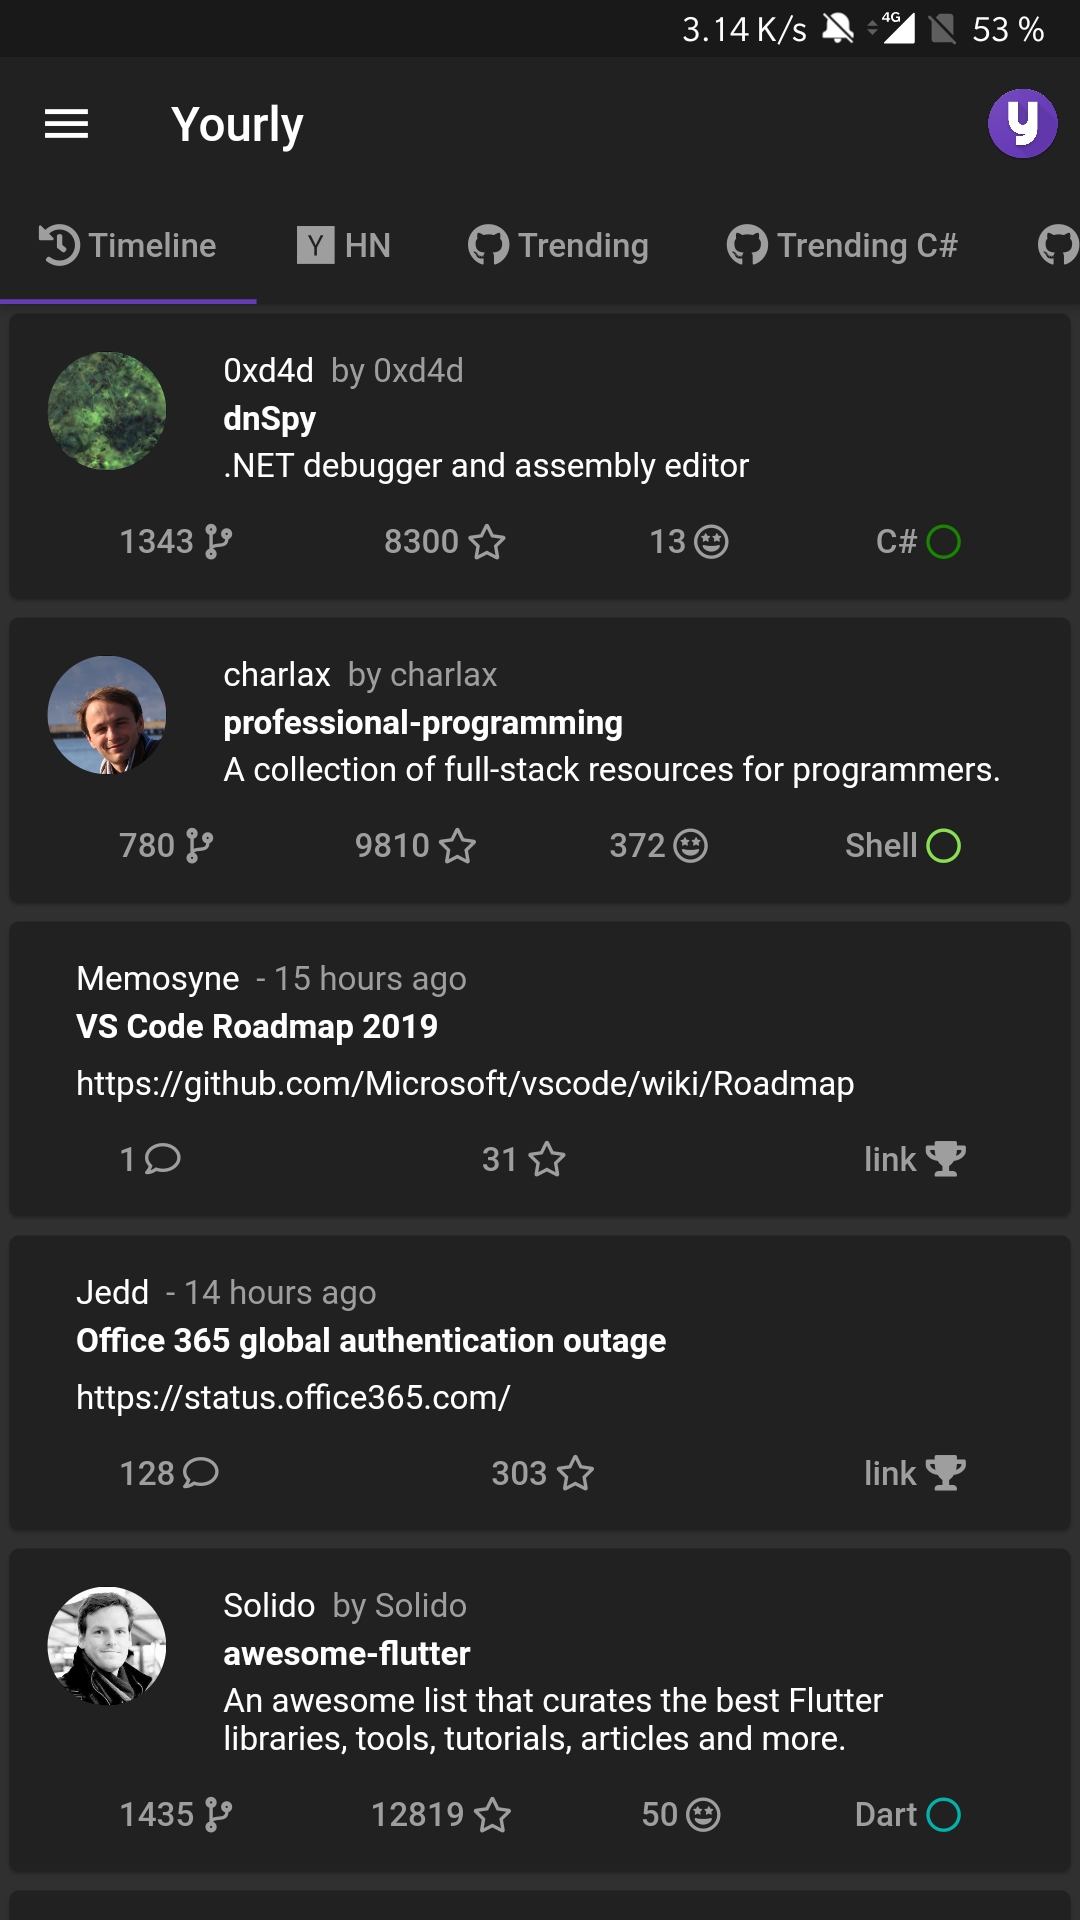 3.14 K/s 4G 53 %
Yourly y
Timeline Y HN Trending Trending C#
0xd4d by 0xd4d
dnSpy
.NET debugger and assembly editor
1343 8300 13 C#
charlax by charlax
professional-programming
A collection of full-stack resources for programmers.
780 9810 372 Shell
Memosyne - 15 hours ago
VS Code Roadmap 2019
https://github.com/Microsoft/vscode/wiki/Roadmap
1 31 link
Jedd - 14 hours ago
Office 365 global authentication outage
https://status.office365.com/
128 303 link
Solido by Solido
awesome-flutter
An awesome list that curates the best Flutter
libraries, tools, tutorials, articles and more.
1435 12819 50 Dart